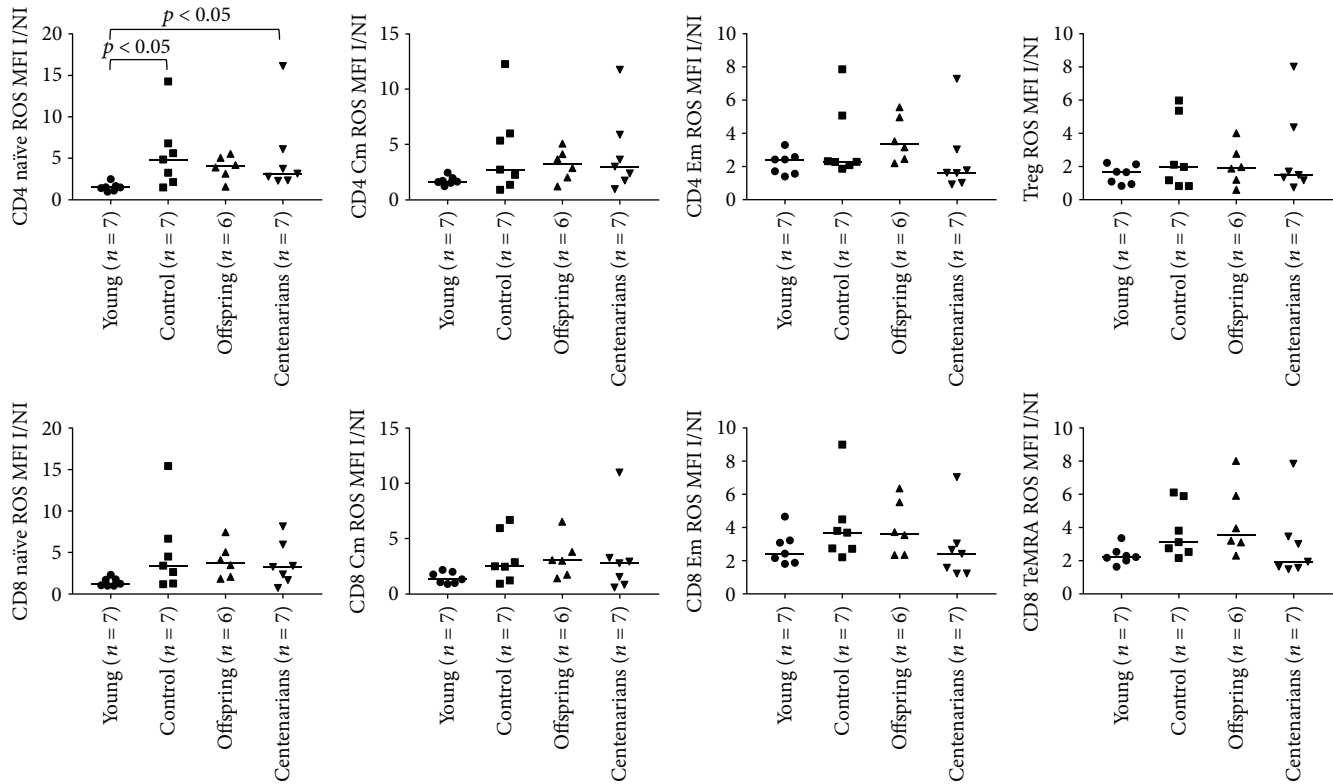 CD4 naïve ROS MFI I/NI
20
15
10
5
0
p < 0.05
p < 0.05
Young (n = 7)
Control (n = 7)
Offspring (n = 6)
Centenarians (n = 7)
CD4 Cm ROS MFI I/NI
15
10
5
0
Young (n = 7)
Control (n = 7)
Offspring (n = 6)
Centenarians (n = 7)
CD4 Em ROS MFI I/NI
10
8
6
4
2
0
Young (n = 7)
Control (n = 7)
Offspring (n = 6)
Centenarians (n = 7)
Treg ROS MFI I/NI
10
8
6
4
2
0
Young (n = 7)
Control (n = 7)
Offspring (n = 6)
Centenarians (n = 7)
CD8 naïve ROS MFI I/NI
20
15
10
5
0
Young (n = 7)
Control (n = 7)
Offspring (n = 6)
Centenarians (n = 7)
CD8 Cm ROS MFI I/NI
15
10
5
0
Young (n = 7)
Control (n = 7)
Offspring (n = 6)
Centenarians (n = 7)
CD8 Em ROS MFI I/NI
10
8
6
4
2
0
Young (n = 7)
Control (n = 7)
Offspring (n = 6)
Centenarians (n = 7)
CD8 TeMRA ROS MFI I/NI
10
8
6
4
2
0
Young (n = 7)
Control (n = 7)
Offspring (n = 6)
Centenarians (n = 7)